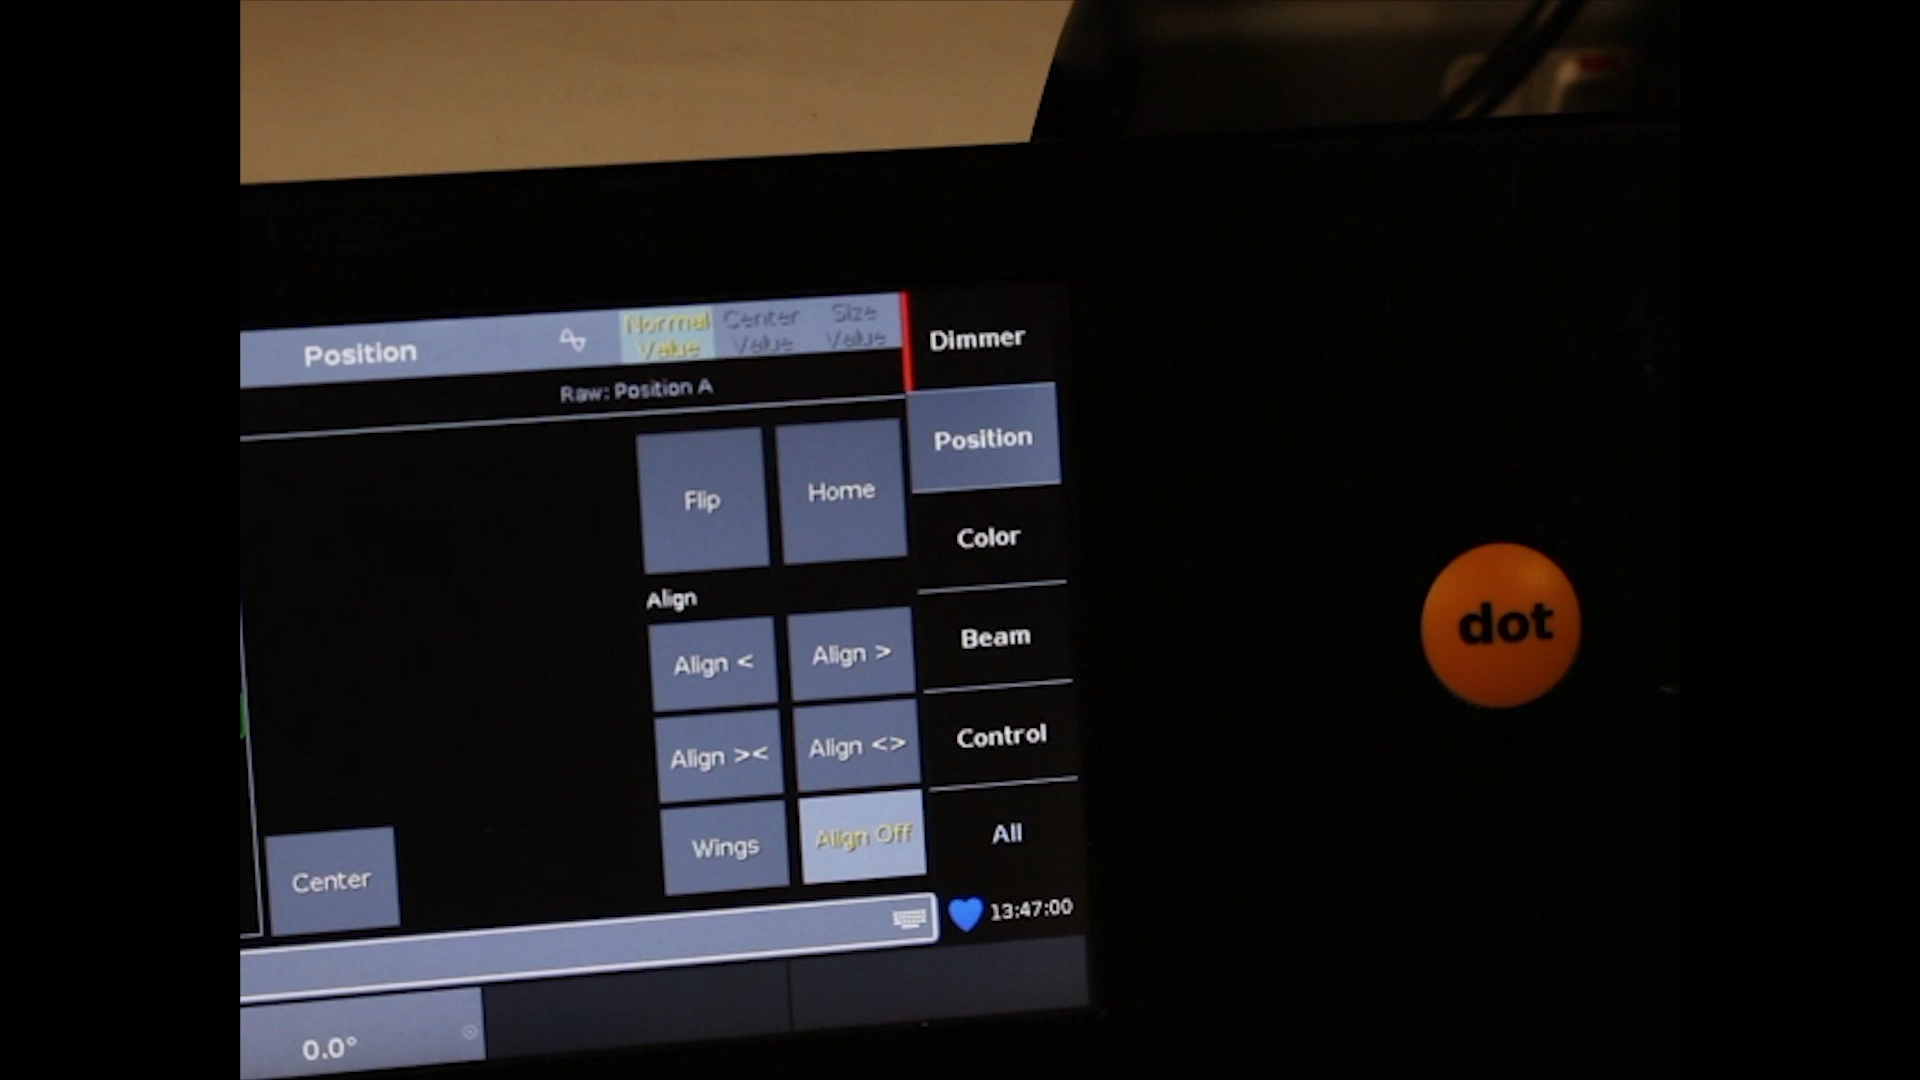 Position
Normal Value
Center Value
Size Value
Raw: Position A
Flip
Home
Align
Align <
Align >
Align ><
Align <>
Wings
Align Off
Center
Dimmer
Position
Color
Beam
Control
All
13:47:00
0.0°
dot